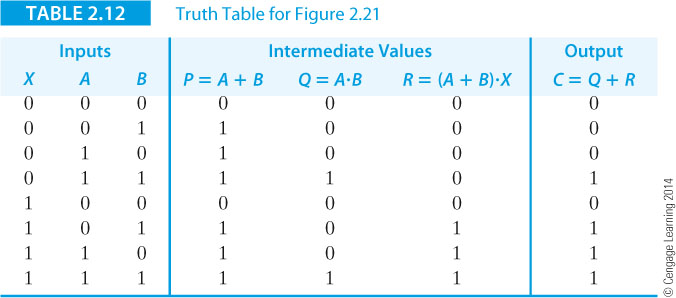 TABLE 2.12 Truth Table for Figure 2.21
Inputs Intermediate Values Output
X A B P = A + B Q = A·B R = (A + B)·X C = Q + R
0 0 0 0 0 0 0
0 0 1 1 0 0 0
0 1 0 1 0 0 0
0 1 1 1 1 0 1
1 0 0 0 0 0 0
1 0 1 1 0 1 1
1 1 0 1 0 1 1
1 1 1 1 1 1 1
© Cengage Learning 2014